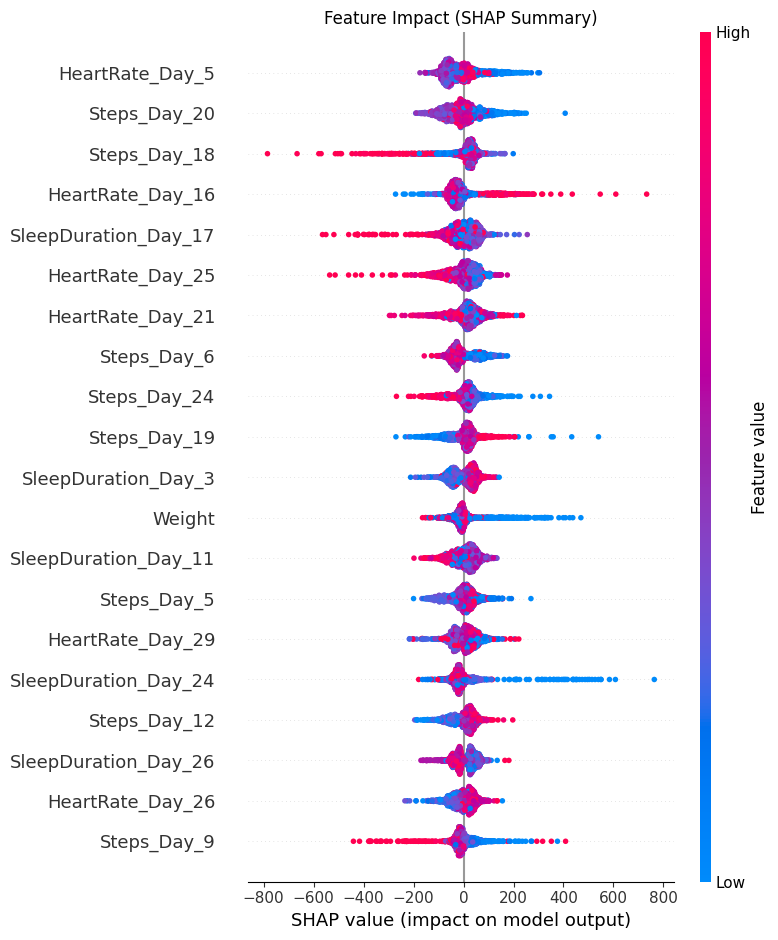 Feature Impact (SHAP Summary)
High
HeartRate_Day_5
Steps_Day_20
Steps_Day_18
HeartRate_Day_16
SleepDuration_Day_17
HeartRate_Day_25
HeartRate_Day_21
Steps_Day_6
Steps_Day_24
Steps_Day_19
SleepDuration_Day_3
Weight
SleepDuration_Day_11
Steps_Day_5
HeartRate_Day_29
SleepDuration_Day_24
Steps_Day_12
SleepDuration_Day_26
HeartRate_Day_26
Steps_Day_9
Feature value
Low
−800 −600 −400 −200 0 200 400 600 800
SHAP value (impact on model output)